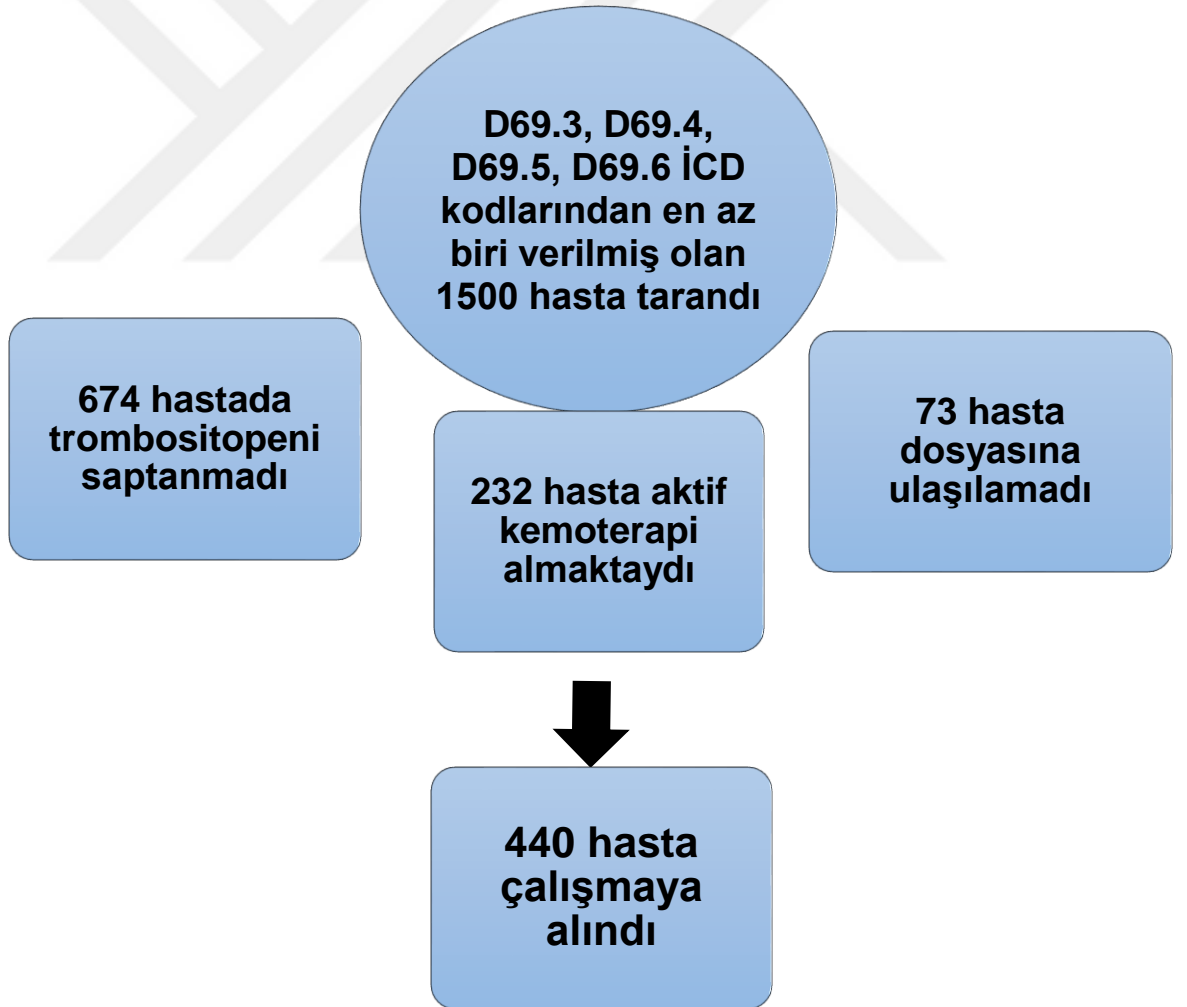 D69.3, D69.4,
D69.5, D69.6 İCD
kodlarından en az
biri verilmiş olan
1500 hasta tarandı
674 hastada
trombositopeni
saptanmadı
232 hasta aktif
kemoterapi
almaktaydı
73 hasta
dosyasına
ulaşılamadı
440 hasta
çalışmaya
alındı